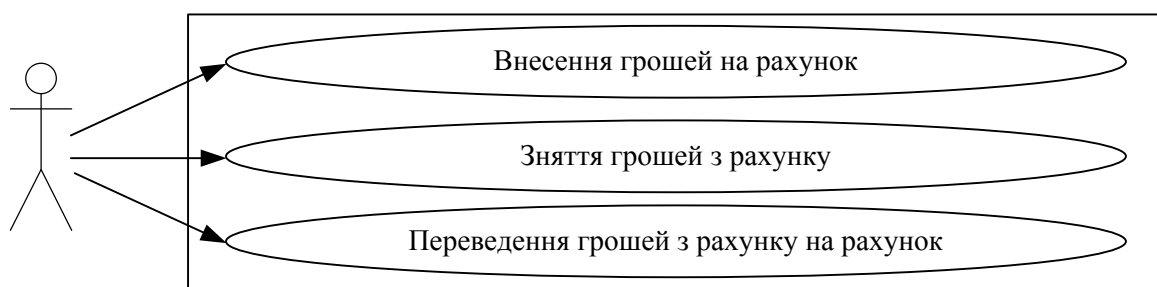 Внесення грошей на рахунок
Зняття грошей з рахунку
Переведення грошей з рахунку на рахунок